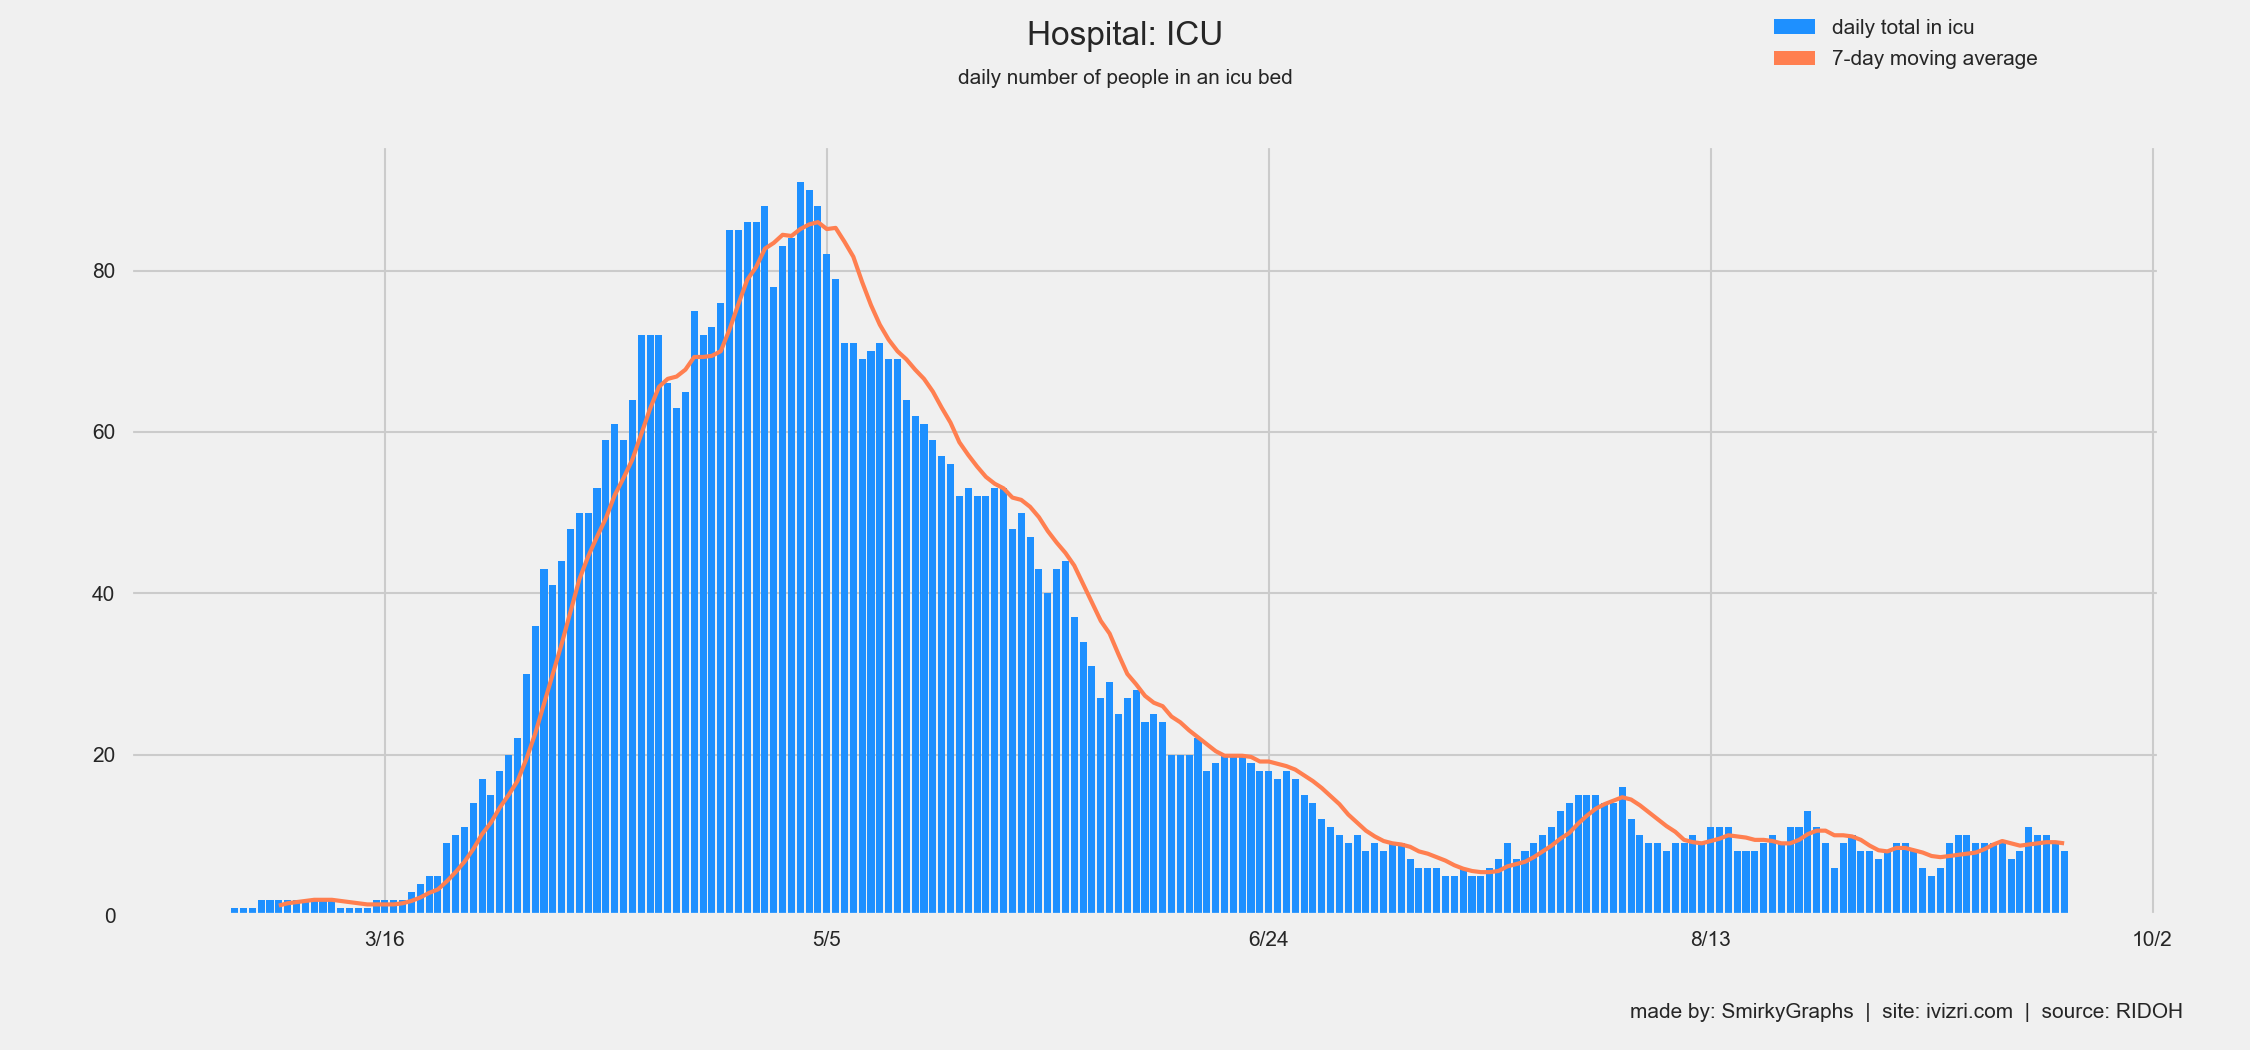 Hospital: ICU
daily number of people in an icu bed
daily total in icu
7-day moving average
80
60
40
20
0
3/16 5/5 6/24 8/13 10/2
made by: SmirkyGraphs | site: ivizri.com | source: RIDOH